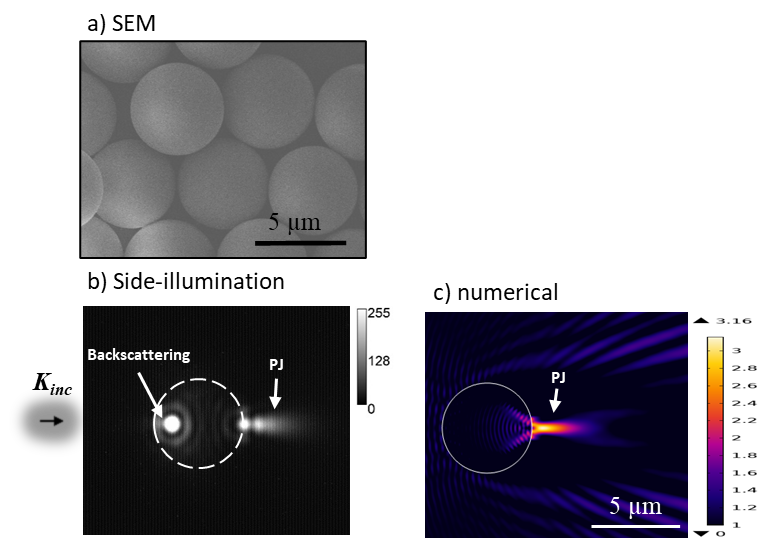 a) SEM
5 μm
b) Side-illumination
Backscattering
PJ
255
128
0
Kinc
c) numerical
PJ
5 μm
3.16
3
2.8
2.6
2.4
2.2
2
1.8
1.6
1.4
1.2
1
0